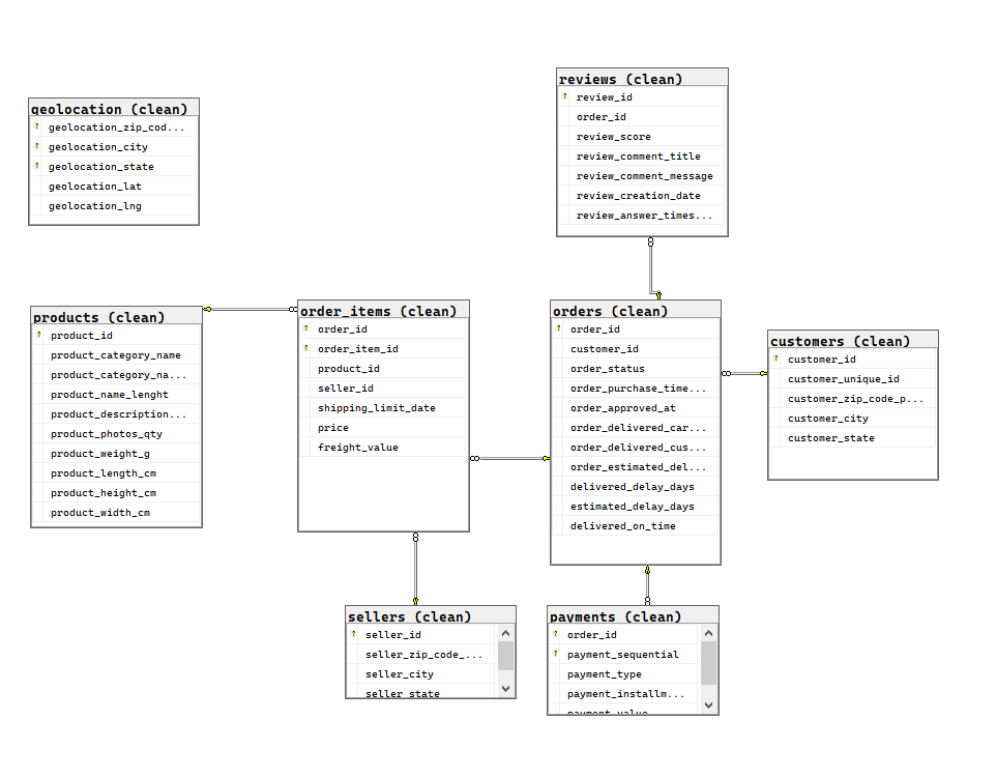 geolocation (clean)
geolocation_zip_cod...
geolocation_city
geolocation_state
geolocation_lat
geolocation_lng
reviews (clean)
review_id
order_id
review_score
review_comment_title
review_comment_message
review_creation_date
review_answer_times...
products (clean)
product_id
product_category_name
product_category_na...
product_name_lenght
product_description...
product_photos_qty
product_weight_g
product_length_cm
product_height_cm
product_width_cm
order_items (clean)
order_id
order_item_id
product_id
seller_id
shipping_limit_date
price
freight_value
orders (clean)
order_id
customer_id
order_status
order_purchase_time...
order_approved_at
order_delivered_car...
order_delivered_cus...
order_estimated_del...
delivered_delay_days
estimated_delay_days
delivered_on_time
customers (clean)
customer_id
customer_unique_id
customer_zip_code_p...
customer_city
customer_state
sellers (clean)
seller_id
seller_zip_code_...
seller_city
seller_state
payments (clean)
order_id
payment_sequential
payment_type
payment_installm...
payment_value